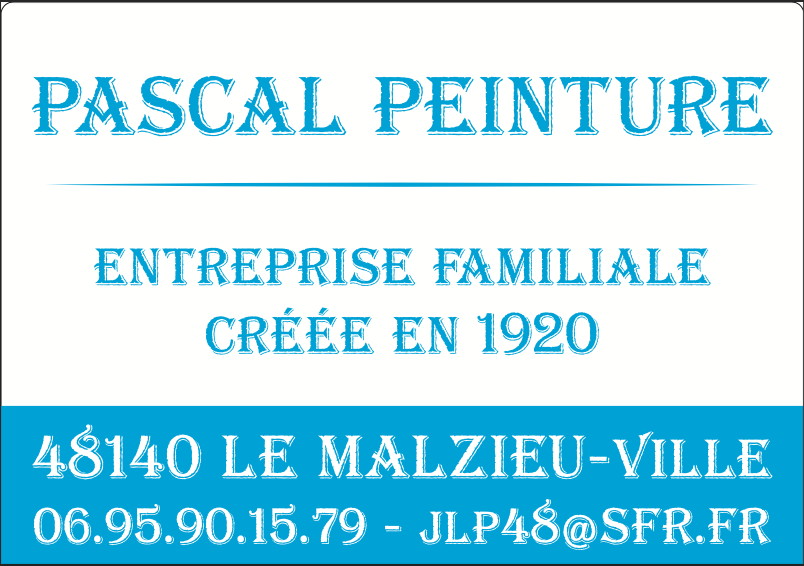 PASCAL PEINTURE
ENTREPRISE FAMILIALE
CRÉÉE EN 1920
48140 LE MALZIEU-VILLE
06.95.90.15.79 - JLP48@SFR.FR